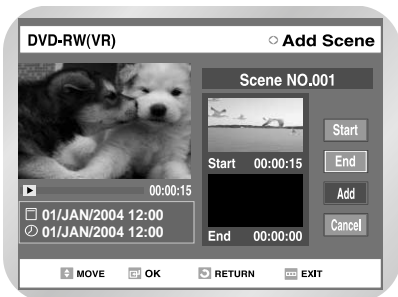 DVD-RW(VR)
Add Scene
Scene NO.001
Start 00:00:15
End 00:00:00
Start
End
Add
Cancel
00:00:15
01/JAN/2004 12:00
01/JAN/2004 12:00
MOVE OK RETURN EXIT